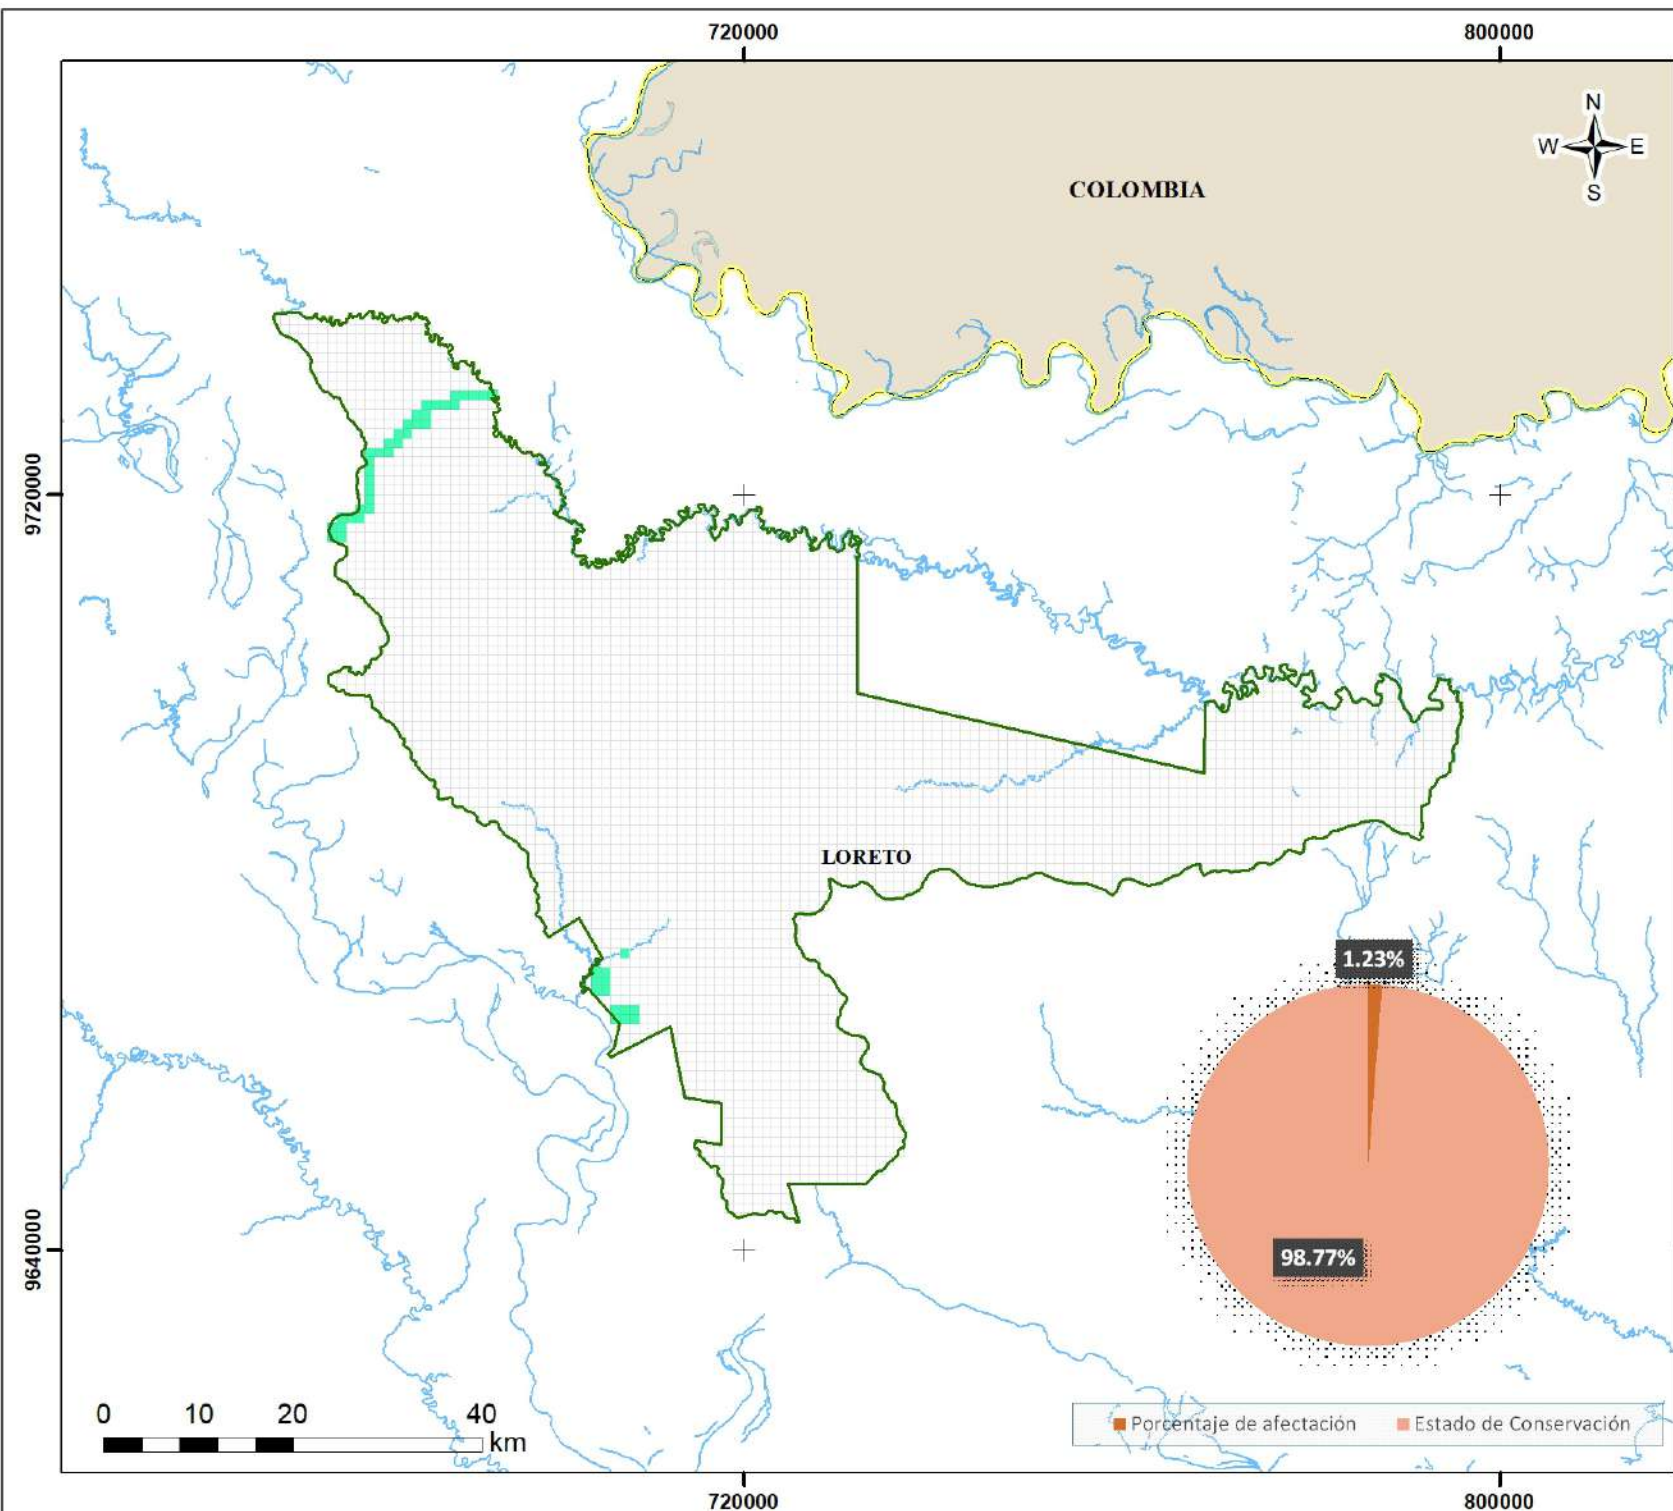 720000 800000
N
W E
S
COLOMBIA
9720000
LORETO
1.23%
98.77%
9640000
0 10 20 40
km
Porcentaje de afectación Estado de Conservación
720000 800000